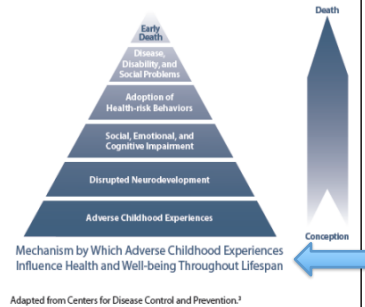 Death
Early
Death
Disease,
Disability, and
Social Problems
Adoption of
Health-risk Behaviors
Social, Emotional, and
Cognitive Impairment
Disrupted Neurodevelopment
Adverse Childhood Experiences
Conception
Mechanism by Which Adverse Childhood Experiences
Influence Health and Well-being Throughout Lifespan
Adapted from Centers for Disease Control and Prevention.³